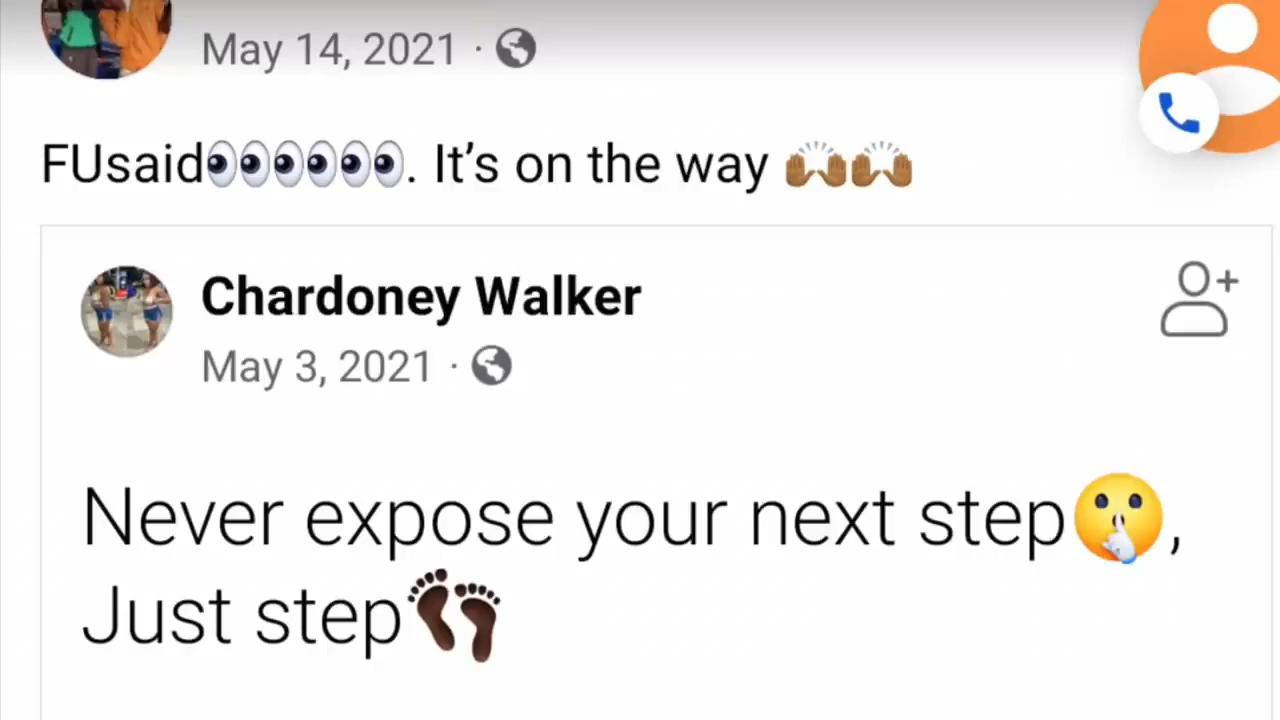 May 14, 2021 ·
FUsaid👀👀👀. It’s on the way 🙌🏾🙌🏾
Chardoney Walker
May 3, 2021 ·
Never expose your next step🤫,
Just step👣